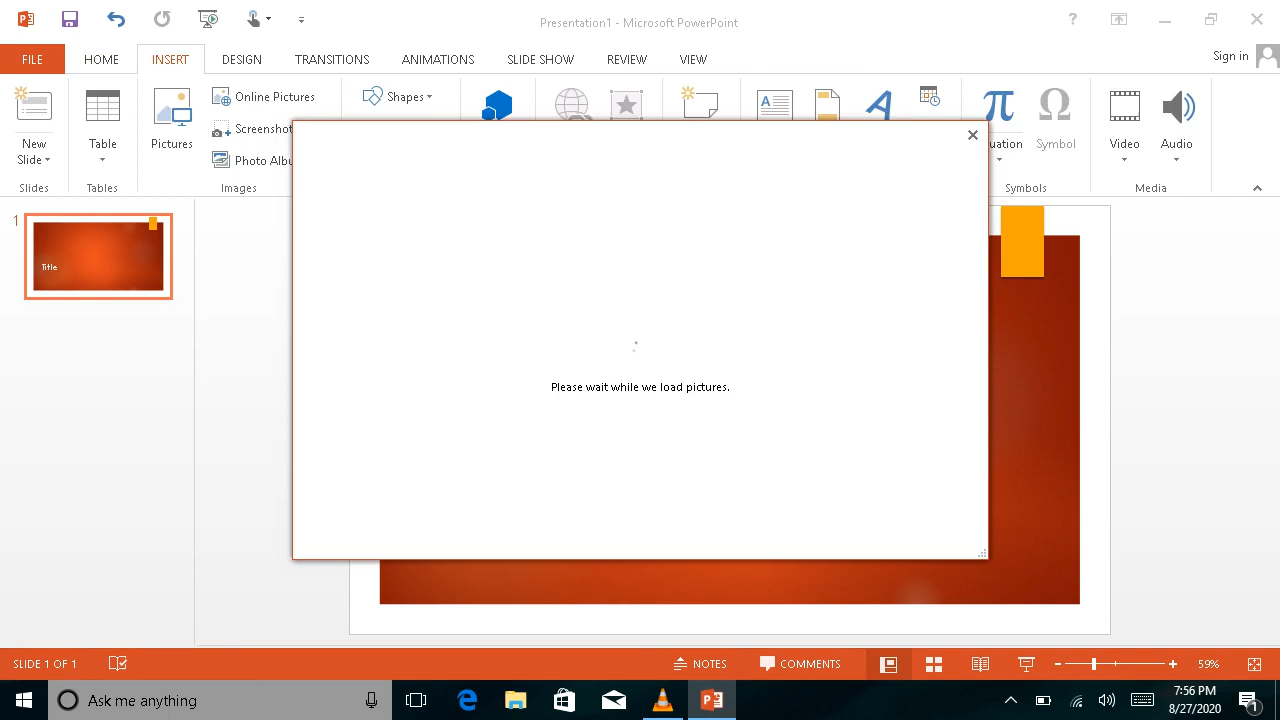 Presentation1 - Microsoft PowerPoint
?
FILE
HOME
INSERT
DESIGN
TRANSITIONS
ANIMATIONS
SLIDE SHOW
REVIEW
VIEW
Sign in
New Slide
Table
Pictures
Online Pictures
Screenshot
Photo Albu
Shapes
uation
Symbol
Video
Audio
Slides
Tables
Images
Symbols
Media
Please wait while we load pictures.
1
Title
SLIDE 1 OF 1
NOTES
COMMENTS
59%
Ask me anything
7:56 PM
8/27/2020
1